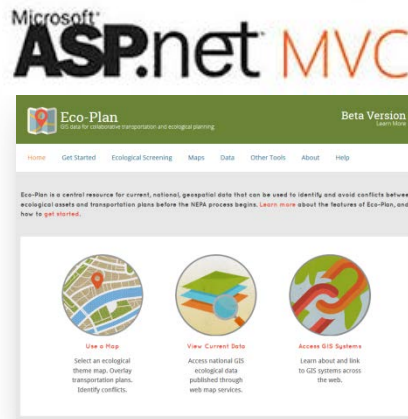 Microsoft
ASP.net MVC
Eco-Plan
GIS data for collaborative transportation and ecological planning
Beta Version
Learn More
Home Get Started Ecological Screening Maps Data Other Tools About Help
Eco-Plan is a central resource for current, national, geospatial data that can be used to identify and avoid conflicts
ecological assets and transportation plans before the NEPA process begins. Learn more about the features of Eco-Plan, and
how to get started.
Use a Map
Select an ecological
theme map. Overlay
transportation plans.
Identify conflicts.
View Current Data
Access national GIS
ecological data
published through
web map services.
Access GIS Systems
Learn about and link
to GIS systems across
the web.